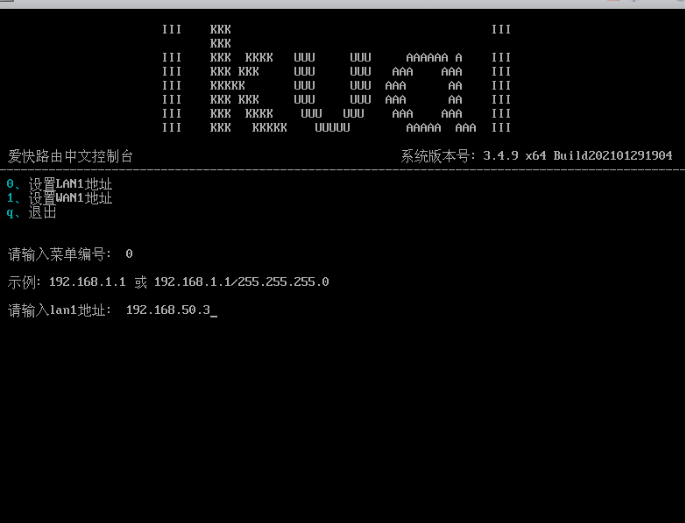 III    KKK                                     III
       KKK
III    KKK  KKKK   UUU     UUU     AAAAAA A    III
III    KKK KKK     UUU     UUU   AAA    AAA    III
III    KKKKK       UUU     UUU  AAA      AA    III
III    KKK KKK     UUU     UUU  AAA      AA    III
III    KKK  KKKK    UUU   UUU    AAA    AAA    III
III    KKK   KKKKK    UUUUU        AAAAA  AAA  III
爱快路由中文控制台 系统版本号: 3.4.9 x64 Build202101291904
0、设置LAN1地址
1、设置WAN1地址
q、退出
请输入菜单编号: 0
示例: 192.168.1.1 或 192.168.1.1/255.255.255.0
请输入lan1地址: 192.168.50.3_